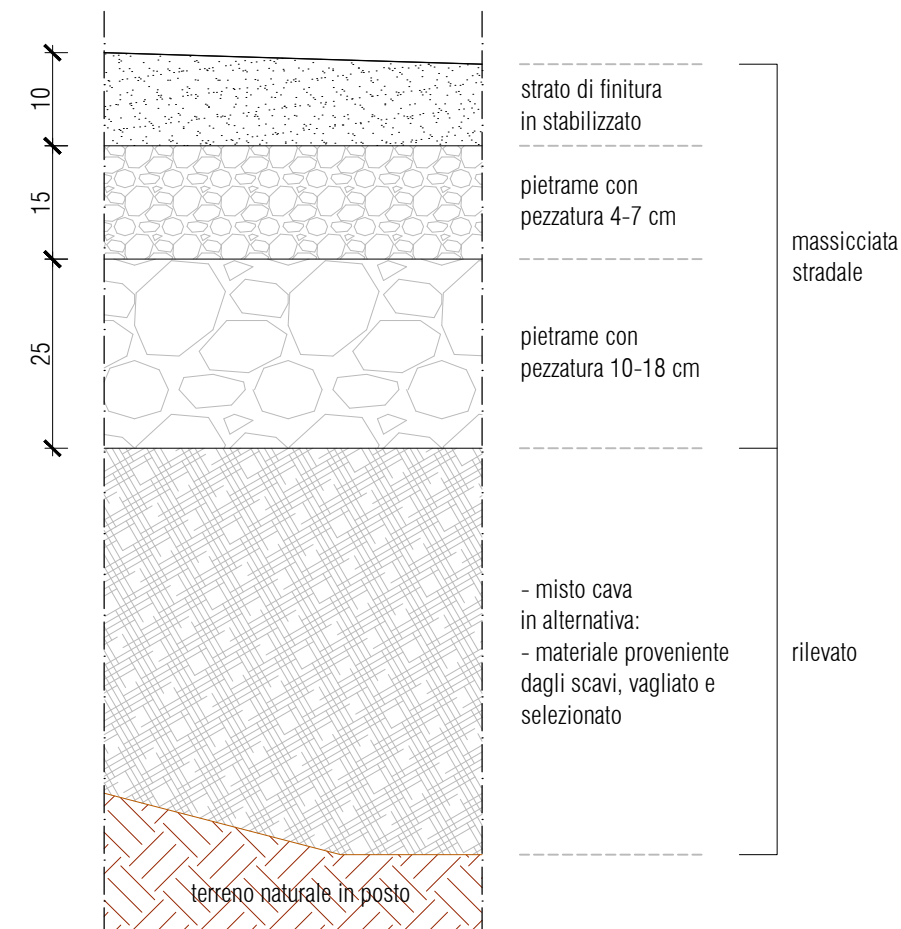 10
strato di finitura
in stabilizzato
15
pietrame con
pezzatura 4-7 cm
massicciata
stradale
25
pietrame con
pezzatura 10-18 cm
- misto cava
in alternativa:
- materiale proveniente
dagli scavi, vagliato e
selezionato
rilevato
terreno naturale in posto